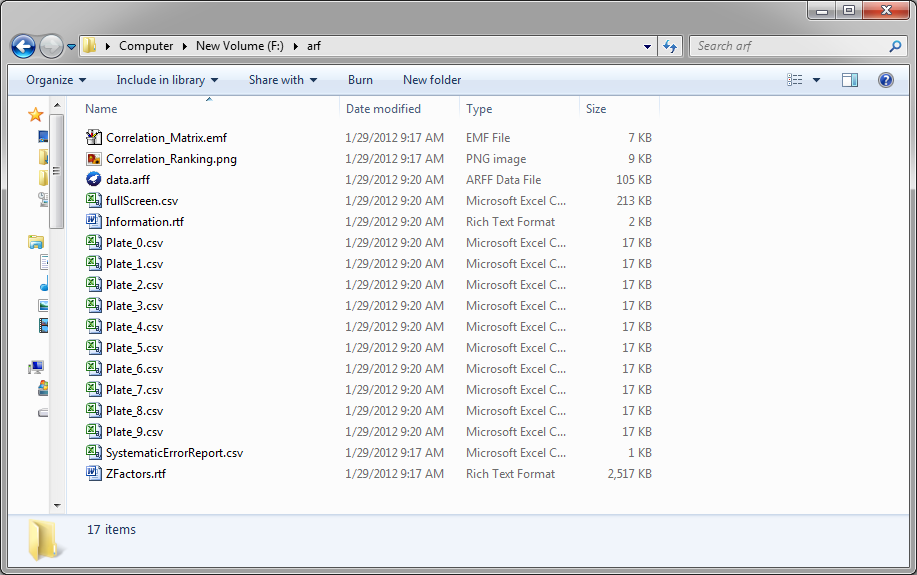 Computer New Volume (F:) arf Search arf
Organize Include in library Share with Burn New folder
Name Date modified Type Size
Correlation_Matrix.emf 1/29/2012 9:17 AM EMF File 7 KB
Correlation_Ranking.png 1/29/2012 9:17 AM PNG image 9 KB
data.arff 1/29/2012 9:20 AM ARFF Data File 105 KB
fullScreen.csv 1/29/2012 9:20 AM Microsoft Excel C... 213 KB
Information.rtf 1/29/2012 9:20 AM Rich Text Format 2 KB
Plate_0.csv 1/29/2012 9:20 AM Microsoft Excel C... 17 KB
Plate_1.csv 1/29/2012 9:20 AM Microsoft Excel C... 17 KB
Plate_2.csv 1/29/2012 9:20 AM Microsoft Excel C... 17 KB
Plate_3.csv 1/29/2012 9:20 AM Microsoft Excel C... 17 KB
Plate_4.csv 1/29/2012 9:20 AM Microsoft Excel C... 17 KB
Plate_5.csv 1/29/2012 9:20 AM Microsoft Excel C... 17 KB
Plate_6.csv 1/29/2012 9:20 AM Microsoft Excel C... 17 KB
Plate_7.csv 1/29/2012 9:20 AM Microsoft Excel C... 17 KB
Plate_8.csv 1/29/2012 9:20 AM Microsoft Excel C... 17 KB
Plate_9.csv 1/29/2012 9:20 AM Microsoft Excel C... 17 KB
SystematicErrorReport.csv 1/29/2012 9:17 AM Microsoft Excel C... 1 KB
ZFactors.rtf 1/29/2012 9:17 AM Rich Text Format 2,517 KB
17 items